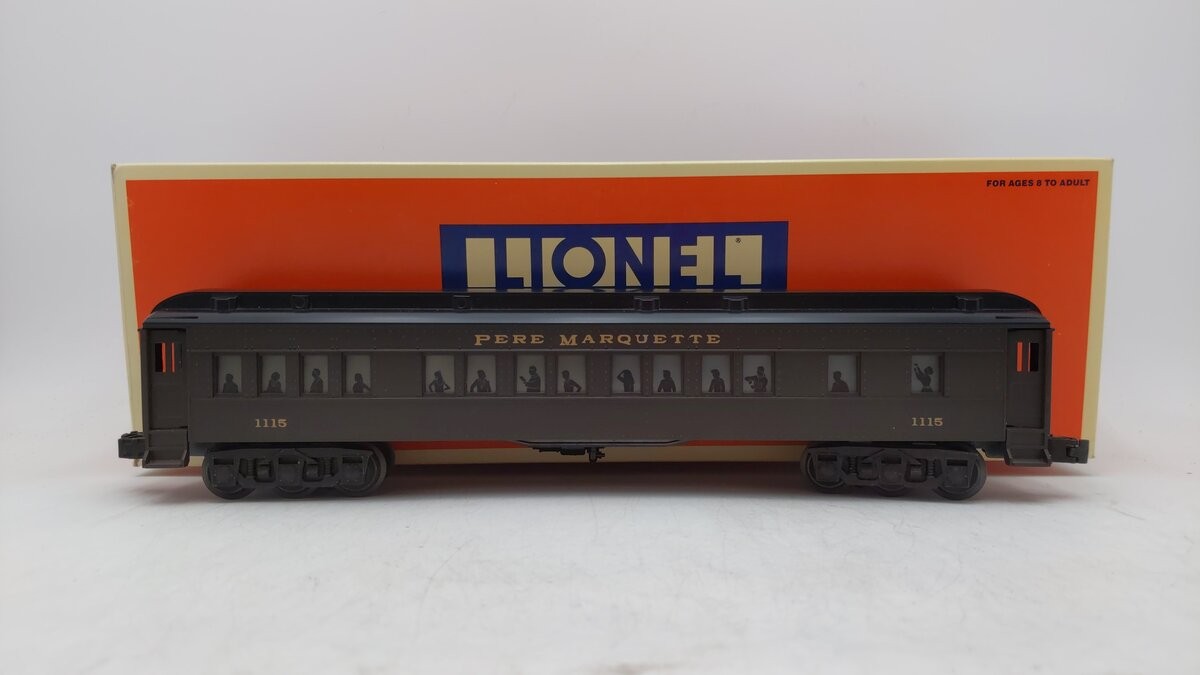 FOR AGES 8 TO ADULT
LIONEL®
PERE MARQUETTE
1115 1115